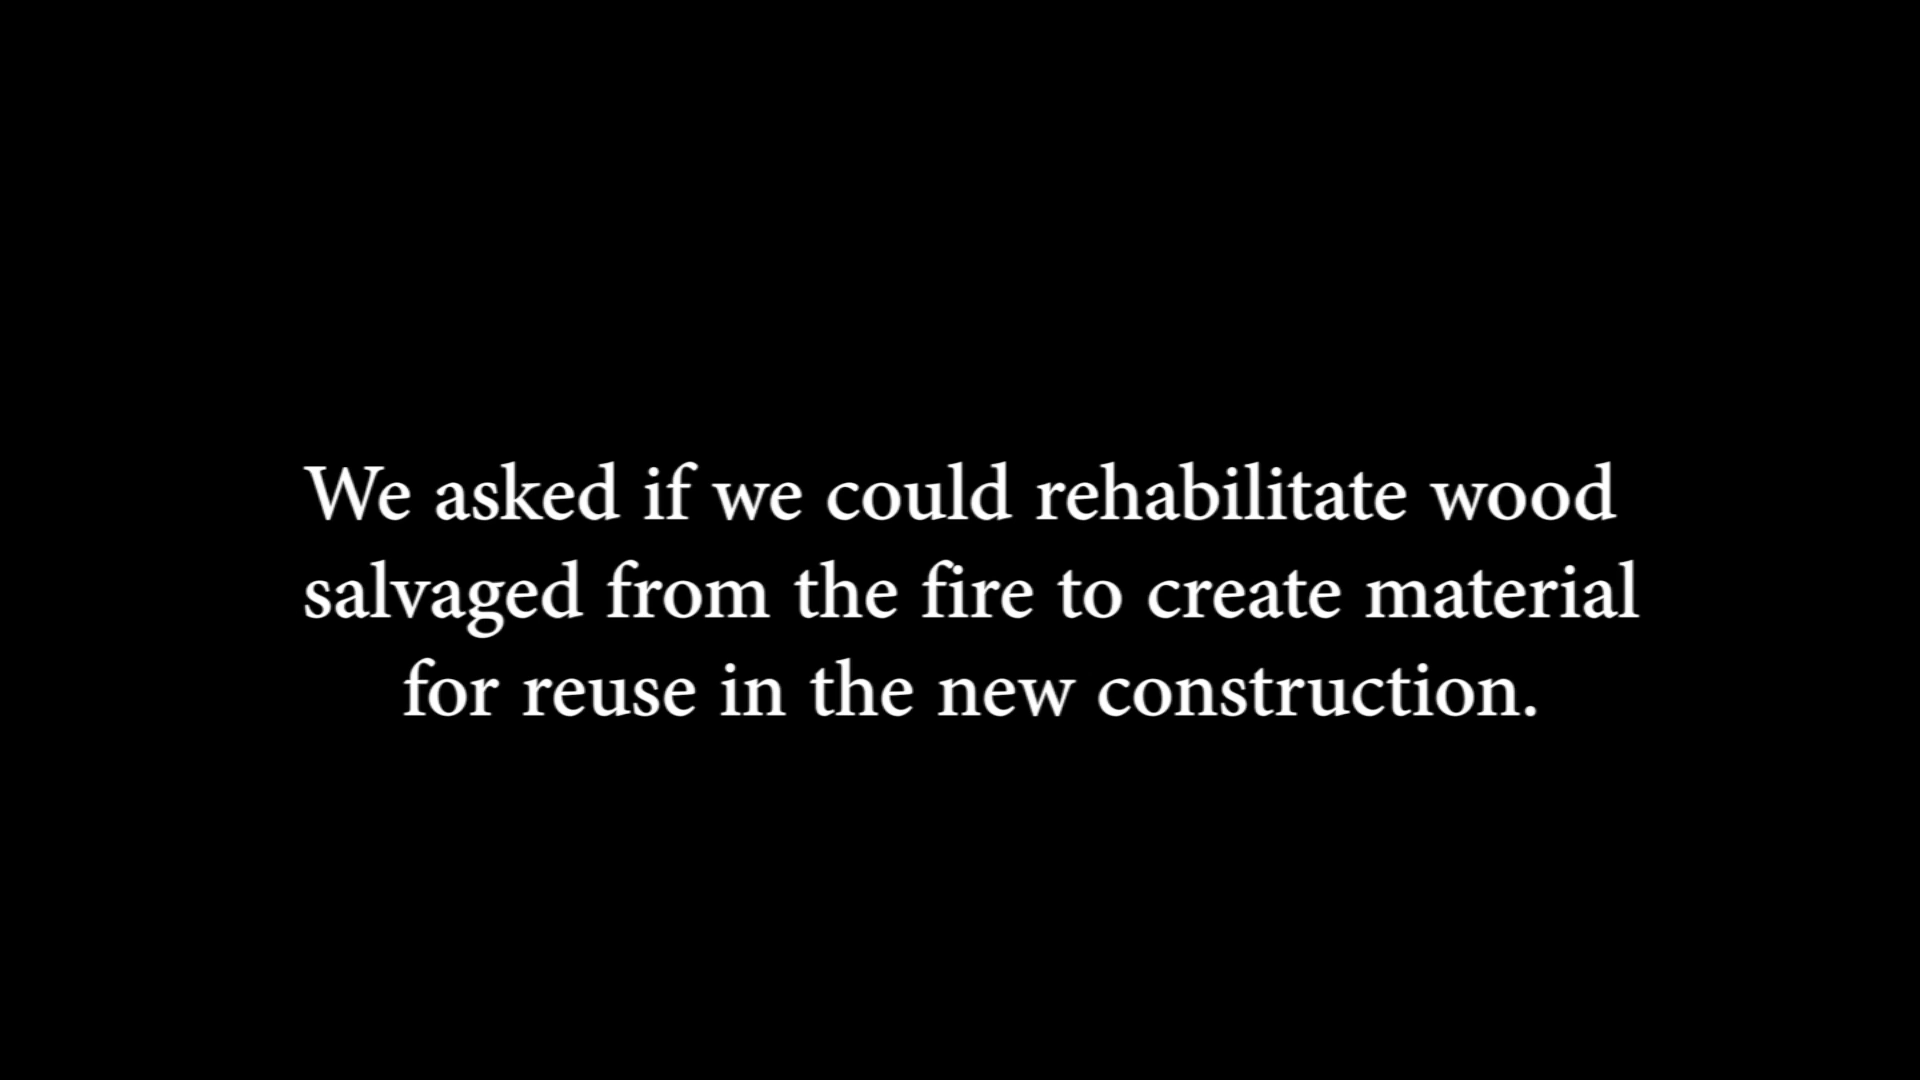 We asked if we could rehabilitate wood
salvaged from the fire to create material
for reuse in the new construction.